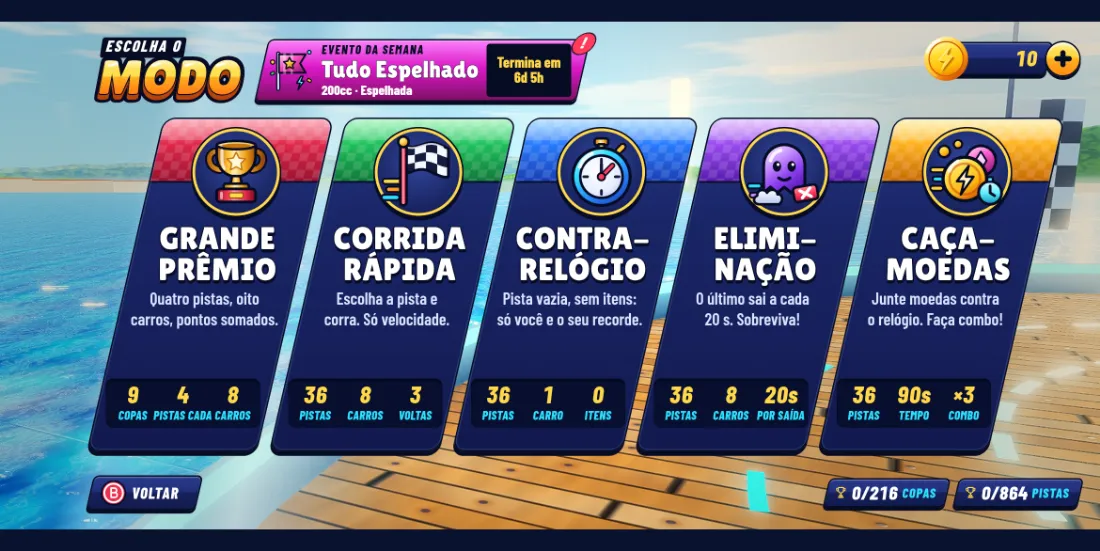 ESCOLHA O
MODO
EVENTO DA SEMANA
Tudo Espelhado
200cc · Espelhada
Termina em
6d 5h
!
10
+
GRANDE
PRÊMIO
Quatro pistas, oito
carros, pontos somados.
9 4 8
COPAS PISTAS CADA CARROS
CORRIDA
RÁPIDA
Escolha a pista e
corra. Só velocidade.
36 8 3
PISTAS CARROS VOLTAS
CONTRA-
RELÓGIO
Pista vazia, sem itens:
só você e o seu recorde.
36 1 0
PISTAS CARRO ITENS
ELIMI-
NAÇÃO
O último sai a cada
20 s. Sobreviva!
36 8 20s
PISTAS CARROS POR SAÍDA
CAÇA-
MOEDAS
Junte moedas contra
o relógio. Faça combo!
36 90s ×3
PISTAS TEMPO COMBO
B VOLTAR
0/216 COPAS
0/864 PISTAS